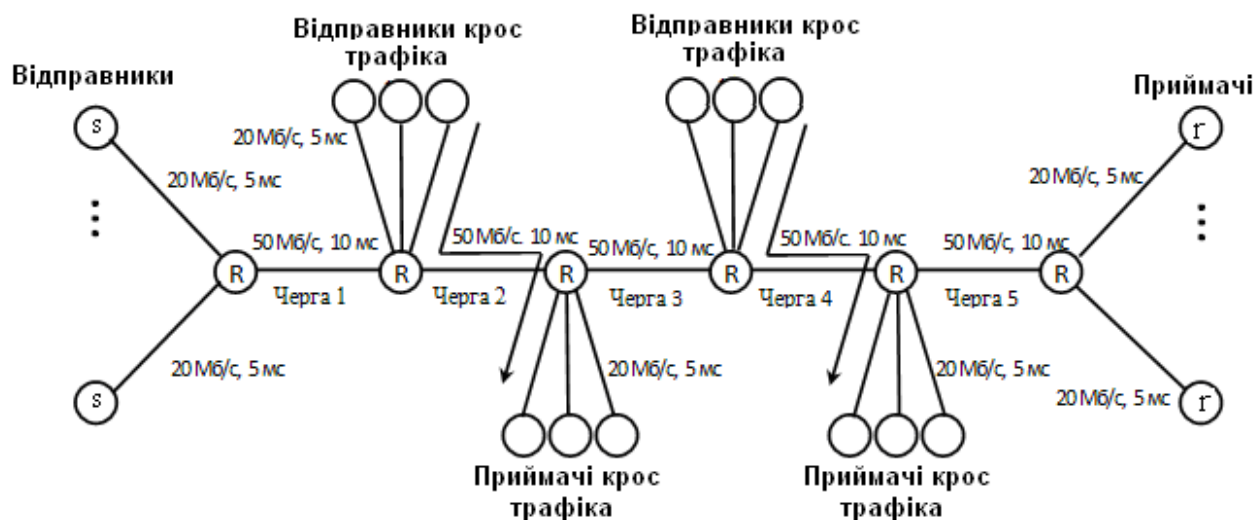 Відправники крос
трафіка
Відправники крос
трафіка
Відправники
Приймачі
s
r
20 Мб/с, 5 мс
20 Мб/с, 5 мс
20 Мб/с, 5 мс
50 Мб/с, 10 мс
50 Мб/с. 10 мс
50 Мб/с, 10 мс
50 Мб/с. 10 мс
50 Мб/с, 10 мс
R
R
R
R
R
R
Черга 1
Черга 2
Черга 3
Черга 4
Черга 5
20 Мб/с, 5 мс
20 Мб/с, 5 мс
20 Мб/с, 5 мс
20 Мб/с, 5 мс
s
r
Приймачі крос
трафіка
Приймачі крос
трафіка